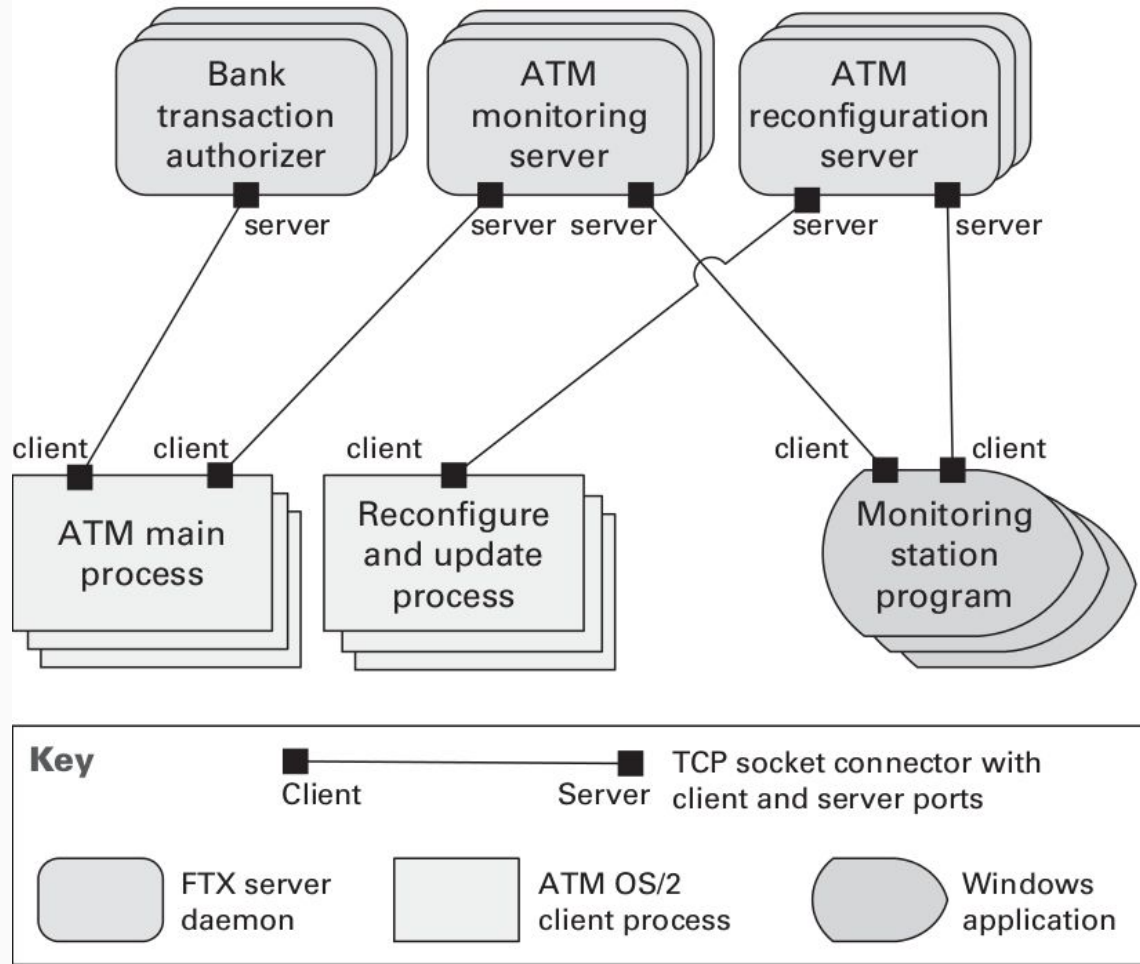 Bank
transaction
authorizer
ATM
monitoring
server
ATM
reconfiguration
server
server
server
server
server
server
client
client
client
client
client
ATM main
process
Reconfigure
and update
process
Monitoring
station
program
Key
Client
Server
TCP socket connector with
client and server ports
FTX server
daemon
ATM OS/2
client process
Windows
application